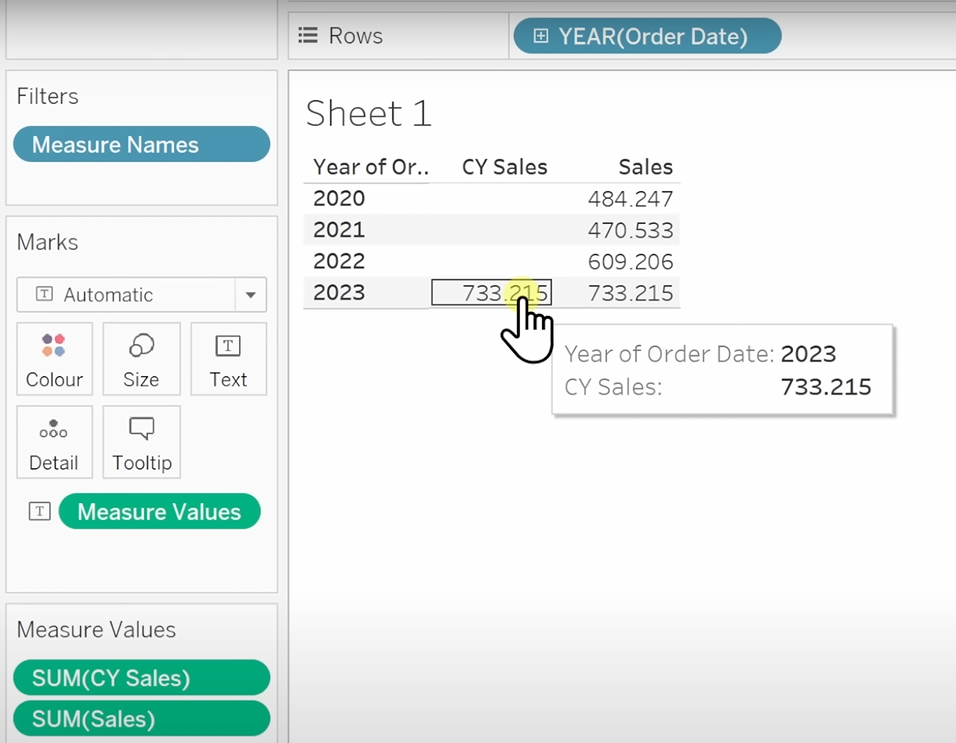 Rows
YEAR(Order Date)
Filters
Measure Names
Sheet 1
Year of Or.. CY Sales Sales
2020 484.247
2021 470.533
2022 609.206
2023 733.215 733.215
Year of Order Date: 2023
CY Sales: 733.215
Marks
T Automatic
Colour Size T Text
Detail Tooltip
T Measure Values
Measure Values
SUM(CY Sales)
SUM(Sales)